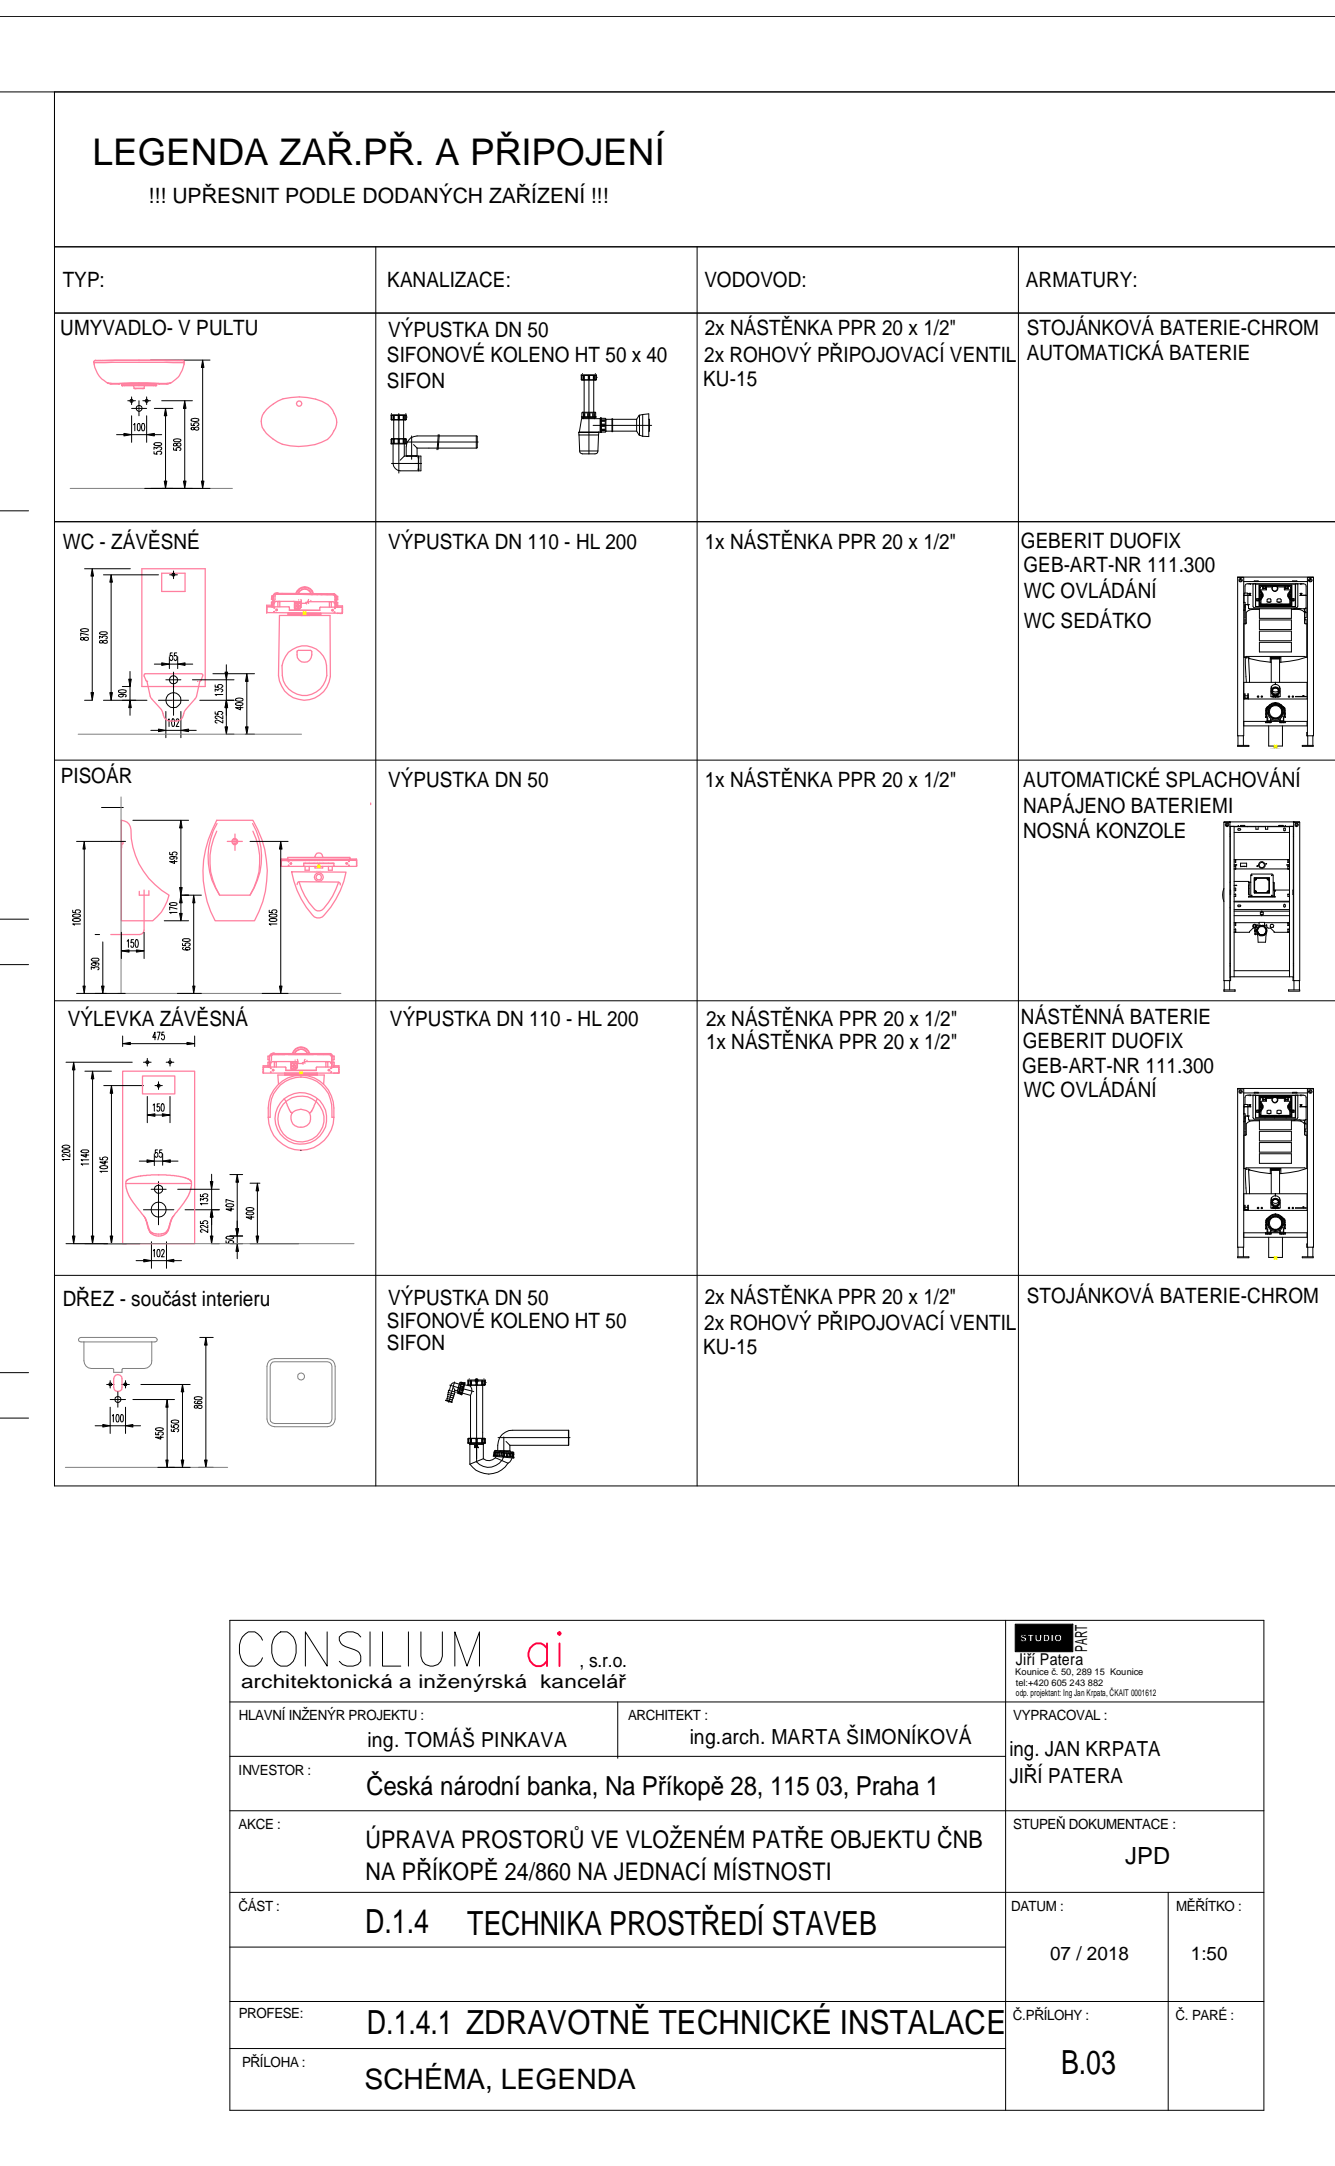 LEGENDA ZAŘ.PŘ. A PŘIPOJENÍ
!!! UPŘESNIT PODLE DODANÝCH ZAŘÍZENÍ !!!
TYP:
KANALIZACE:
VODOVOD:
ARMATURY:
UMYVADLO- V PULTU
100
530
580
850
VÝPUSTKA DN 50
SIFONOVÉ KOLENO HT 50 x 40
SIFON
2x NÁSTĚNKA PPR 20 x 1/2"
2x ROHOVÝ PŘIPOJOVACÍ VENTIL
KU-15
STOJÁNKOVÁ BATERIE-CHROM
AUTOMATICKÁ BATERIE
WC - ZÁVĚSNÉ
870
830
55
90
135
400
102
225
VÝPUSTKA DN 110 - HL 200
1x NÁSTĚNKA PPR 20 x 1/2"
GEBERIT DUOFIX
GEB-ART-NR 111.300
WC OVLÁDÁNÍ
WC SEDÁTKO
PISOÁR
495
170
1005
1005
150
650
390
VÝPUSTKA DN 50
1x NÁSTĚNKA PPR 20 x 1/2"
AUTOMATICKÉ SPLACHOVÁNÍ
NAPÁJENO BATERIEMI
NOSNÁ KONZOLE
VÝLEVKA ZÁVĚSNÁ
475
150
1200
1140
1045
55
135
407
400
225
50
102
VÝPUSTKA DN 110 - HL 200
2x NÁSTĚNKA PPR 20 x 1/2"
1x NÁSTĚNKA PPR 20 x 1/2"
NÁSTĚNNÁ BATERIE
GEBERIT DUOFIX
GEB-ART-NR 111.300
WC OVLÁDÁNÍ
DŘEZ - součást interieru
100
450
550
860
VÝPUSTKA DN 50
SIFONOVÉ KOLENO HT 50
SIFON
2x NÁSTĚNKA PPR 20 x 1/2"
2x ROHOVÝ PŘIPOJOVACÍ VENTIL
KU-15
STOJÁNKOVÁ BATERIE-CHROM
CONSILIUM ai , s.r.o.
architektonická a inženýrská kancelář
STUDIO PART
Jiří Patera
Kounice č. 50, 289 15 Kounice
tel:+420 605 243 882
odp. projektant: Ing Jan Krpata, ČKAIT 0001612
HLAVNÍ INŽENÝR PROJEKTU :
ing. TOMÁŠ PINKAVA
ARCHITEKT :
ing.arch. MARTA ŠIMONÍKOVÁ
VYPRACOVAL :
ing. JAN KRPATA
JIŘÍ PATERA
INVESTOR :
Česká národní banka, Na Příkopě 28, 115 03, Praha 1
AKCE :
ÚPRAVA PROSTORŮ VE VLOŽENÉM PATŘE OBJEKTU ČNB
NA PŘÍKOPĚ 24/860 NA JEDNACÍ MÍSTNOSTI
STUPEŇ DOKUMENTACE :
JPD
ČÁST :
D.1.4 TECHNIKA PROSTŘEDÍ STAVEB
DATUM :
07 / 2018
MĚŘÍTKO :
1:50
PROFESE:
D.1.4.1 ZDRAVOTNĚ TECHNICKÉ INSTALACE
Č.PŘÍLOHY :
B.03
Č. PARÉ :
PŘÍLOHA :
SCHÉMA, LEGENDA